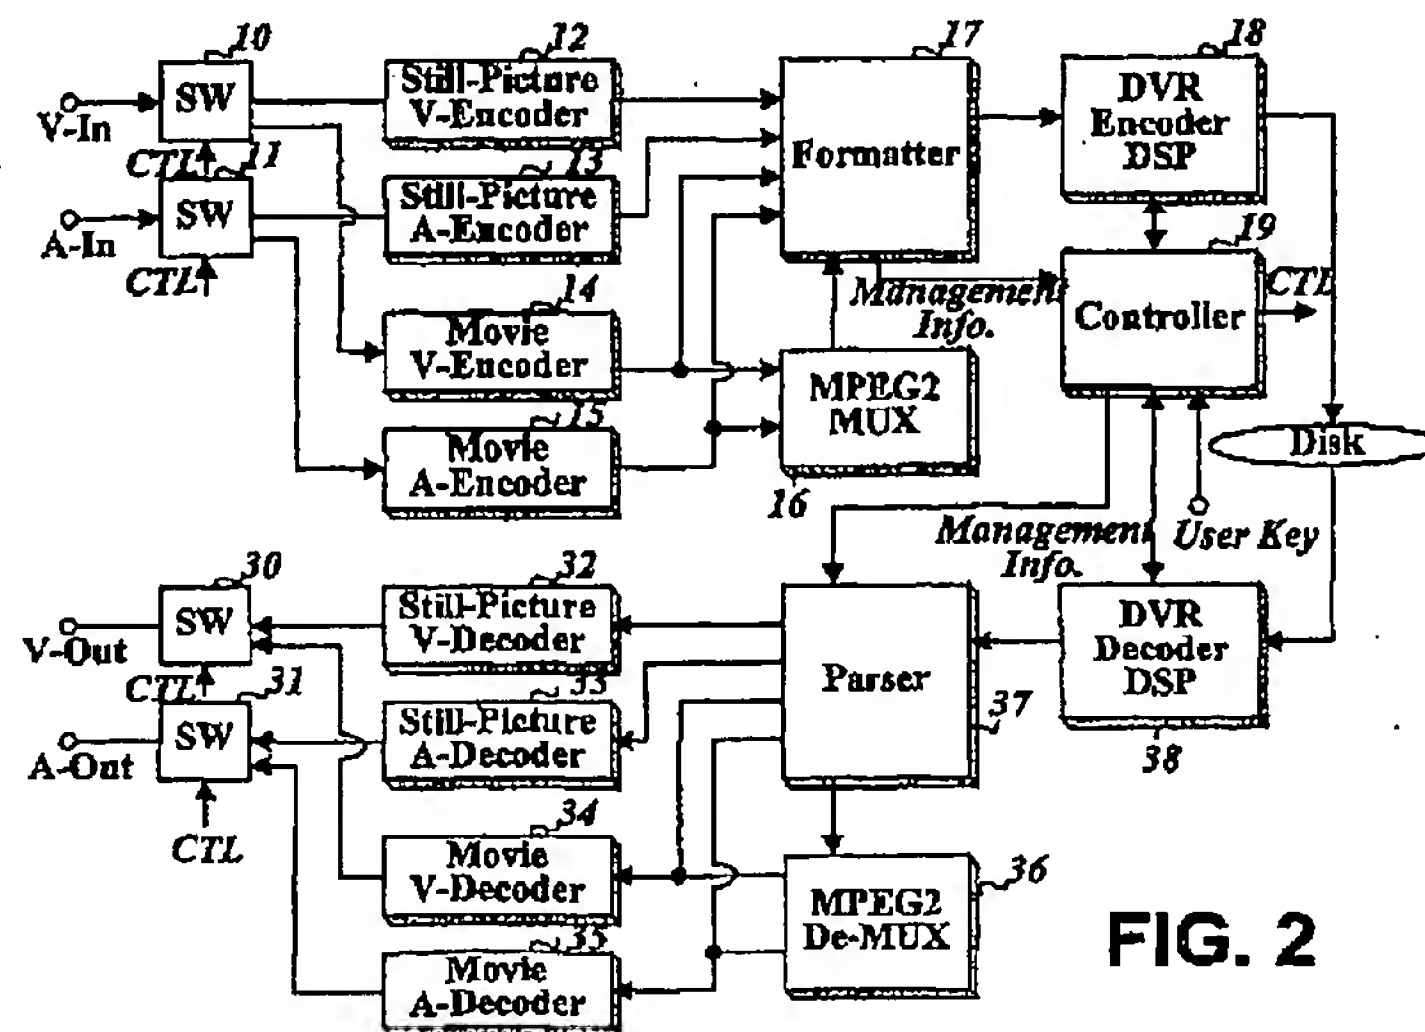 10
12
17
18
SW
Still-Picture
V-Encoder
DVR
Encoder
DSP
V-In
CTL
11
13
Formatter
SW
Still-Picture
A-Encoder
A-In
19
CTL
14
Management
Info.
Controller
CTL
Movie
V-Encoder
MPEG2
MUX
15
Movie
A-Encoder
Disk
16
Management
Info.
User Key
30
32
SW
Still-Picture
V-Decoder
DVR
Decoder
DSP
V-Out
Parser
CTL
31
33
37
SW
Still-Picture
A-Decoder
A-Out
38
CTL
34
Movie
V-Decoder
36
MPEG2
De-MUX
35
Movie
A-Decoder
FIG. 2